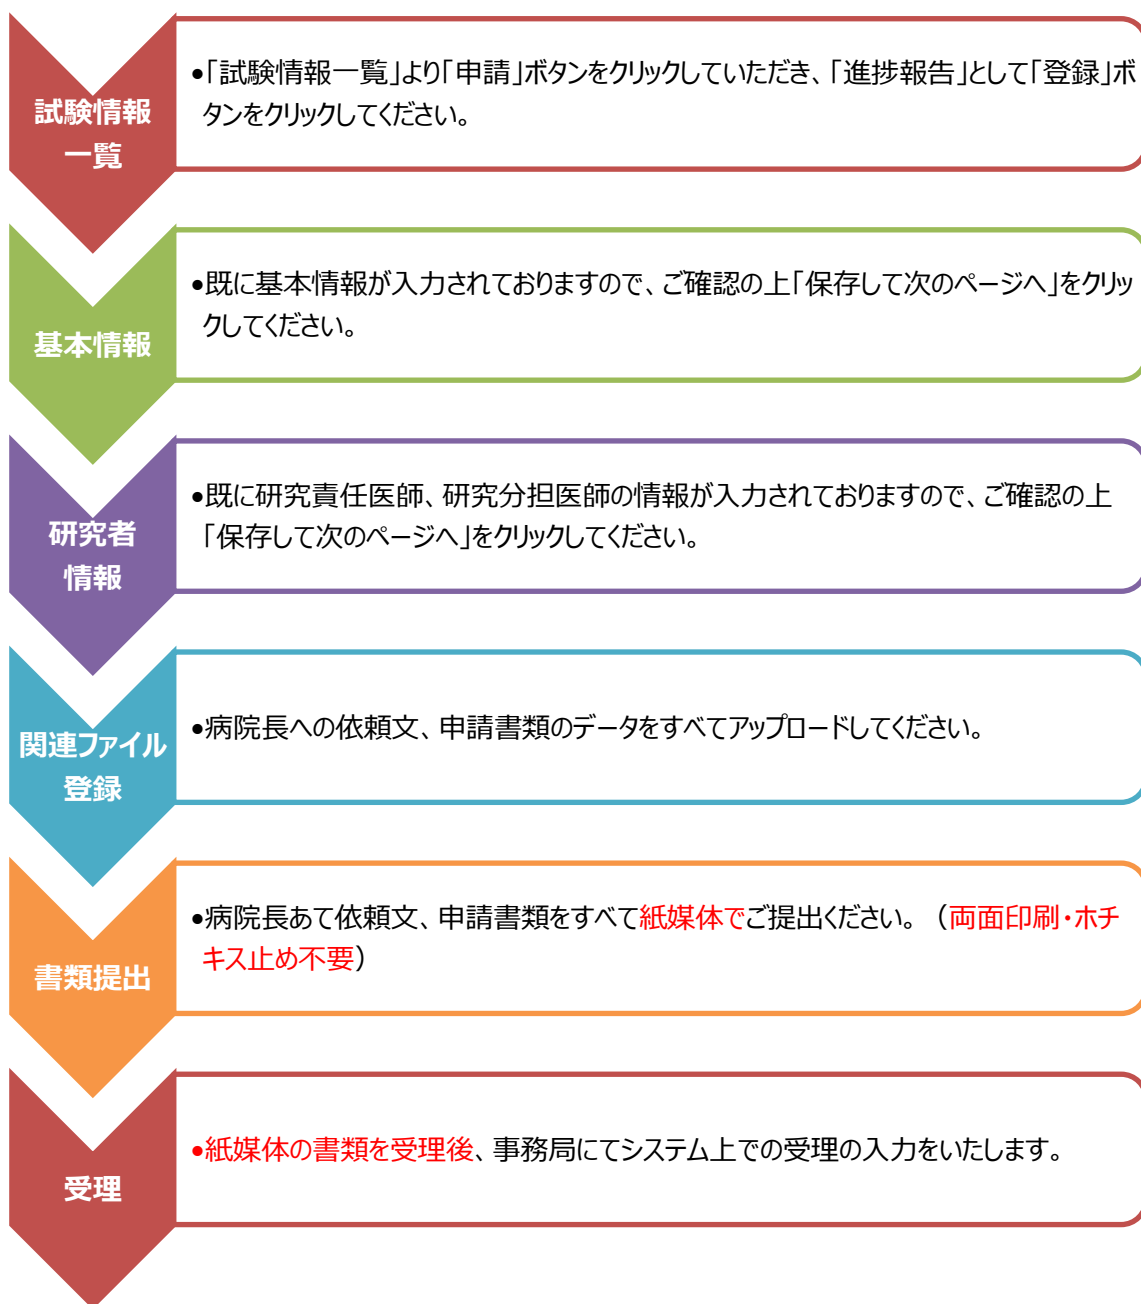 試験情報
一覧
•「試験情報一覧」より「申請」ボタンをクリックしていただき、「進捗報告」として「登録」ボ
タンをクリックしてください。
基本情報
•既に基本情報が入力されておりますので、ご確認の上「保存して次のページへ」をクリッ
クしてください。
研究者
情報
•既に研究責任医師、研究分担医師の情報が入力されておりますので、ご確認の上
「保存して次のページへ」をクリックしてください。
関連ファイル
登録
•病院長への依頼文、申請書類のデータをすべてアップロードしてください。
書類提出
•病院長あて依頼文、申請書類をすべて紙媒体でご提出ください。（両面印刷・ホチ
キス止め不要）
受理
•紙媒体の書類を受理後、事務局にてシステム上での受理の入力をいたします。